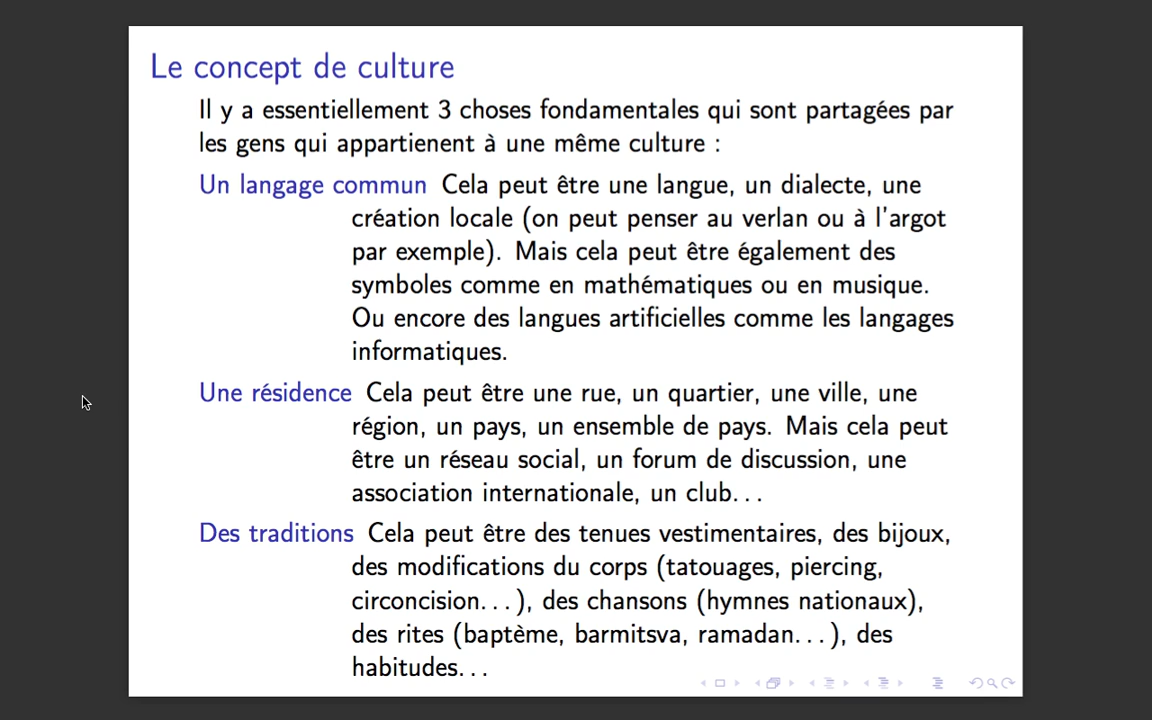 Le concept de culture
Il y a essentiellement 3 choses fondamentales qui sont partagées par
les gens qui appartienent à une même culture :
Un langage commun Cela peut être une langue, un dialecte, une
création locale (on peut penser au verlan ou à l'argot
par exemple). Mais cela peut être également des
symboles comme en mathématiques ou en musique.
Ou encore des langues artificielles comme les langages
informatiques.
Une résidence Cela peut être une rue, un quartier, une ville, une
région, un pays, un ensemble de pays. Mais cela peut
être un réseau social, un forum de discussion, une
association internationale, un club...
Des traditions Cela peut être des tenues vestimentaires, des bijoux,
des modifications du corps (tatouages, piercing,
circoncision...), des chansons (hymnes nationaux),
des rites (baptème, barmitsva, ramadan...), des
habitudes...